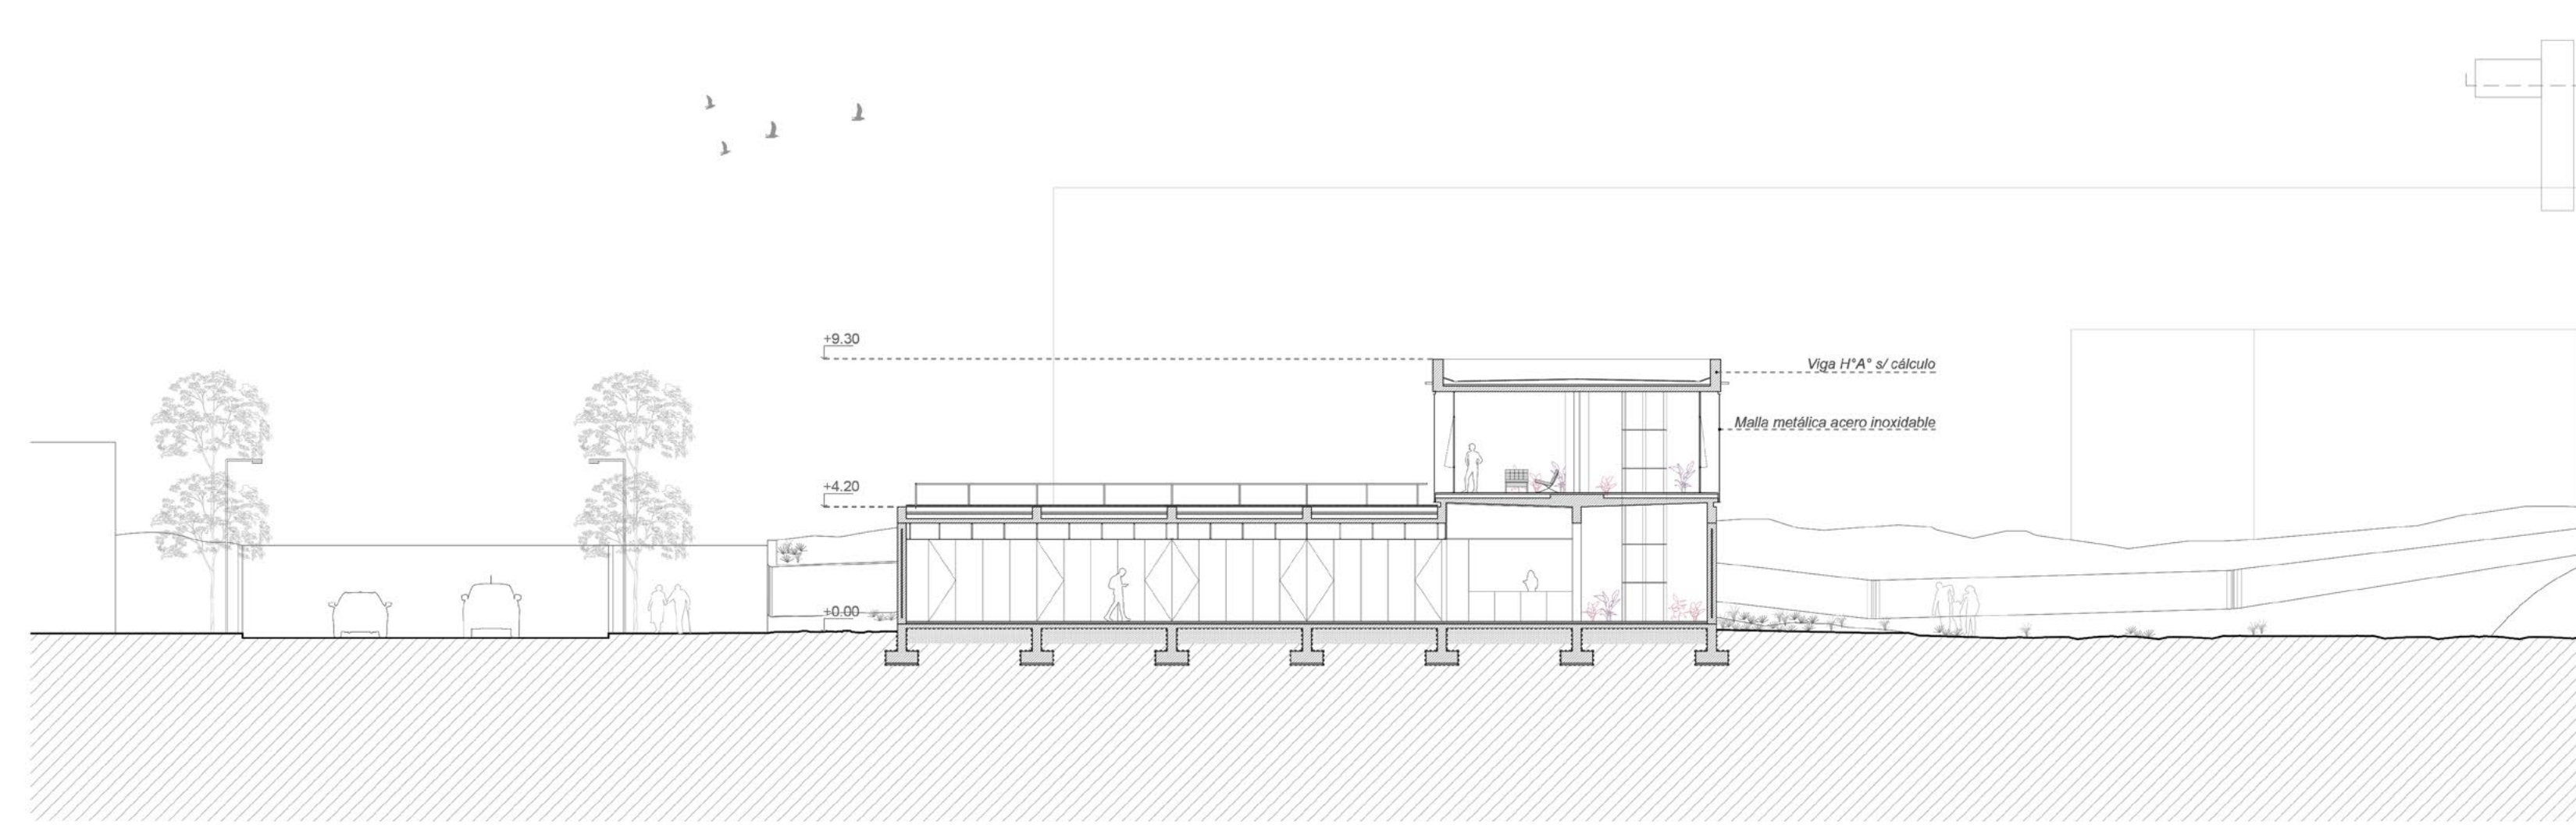 +9.30
Viga H°A° s/ cálculo
Malla metálica acero inoxidable
+4.20
+0.00